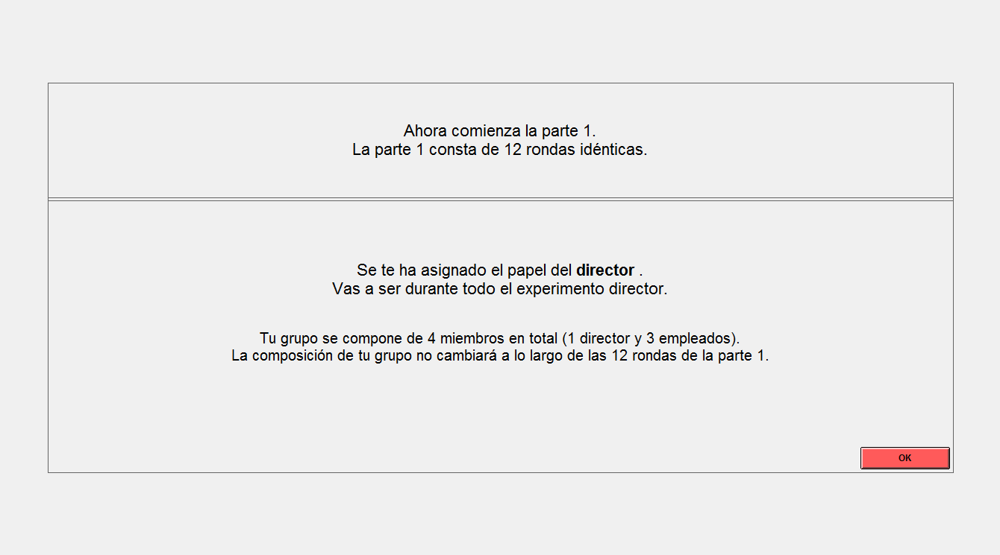 Ahora comienza la parte 1.
La parte 1 consta de 12 rondas idénticas.
Se te ha asignado el papel del director .
Vas a ser durante todo el experimento director.
Tu grupo se compone de 4 miembros en total (1 director y 3 empleados).
La composición de tu grupo no cambiará a lo largo de las 12 rondas de la parte 1.
OK